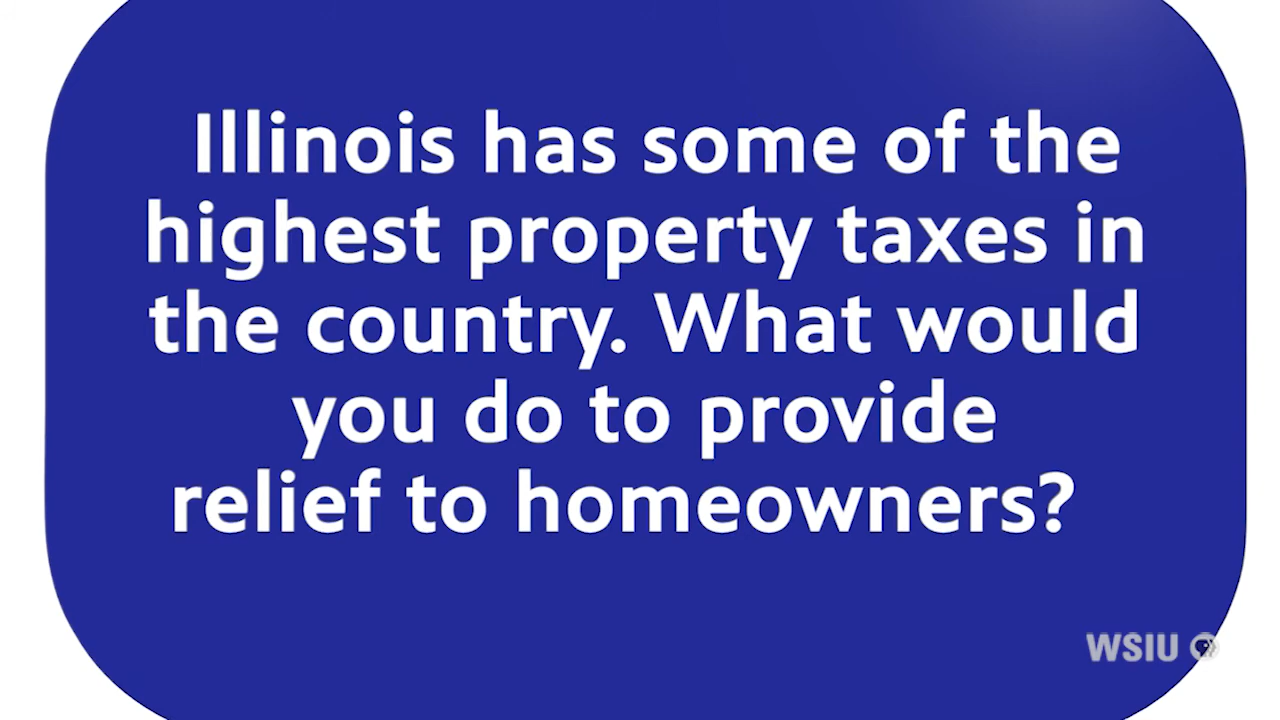 Illinois has some of the
highest property taxes in
the country. What would
you do to provide
relief to homeowners?
WSIU